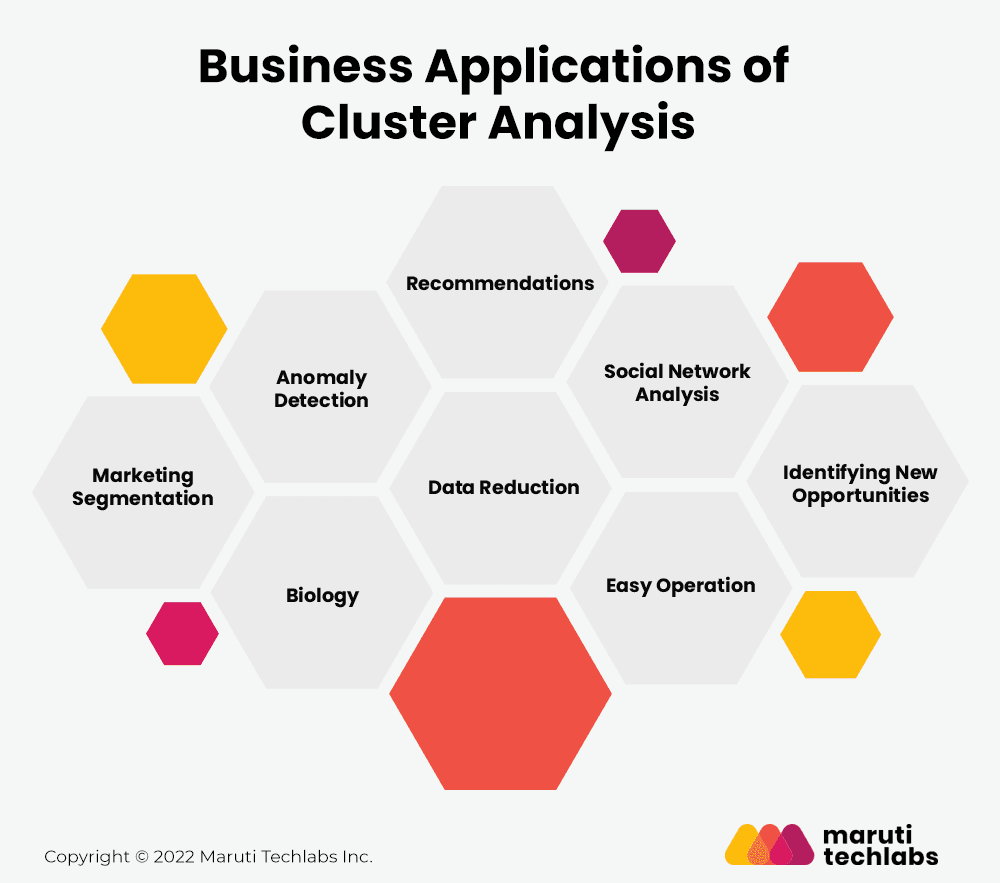 Business Applications of
Cluster Analysis
Recommendations
Anomaly
Detection
Social Network
Analysis
Marketing
Segmentation
Data Reduction
Identifying New
Opportunities
Biology
Easy Operation
Copyright © 2022 Maruti Techlabs Inc.
maruti
techlabs